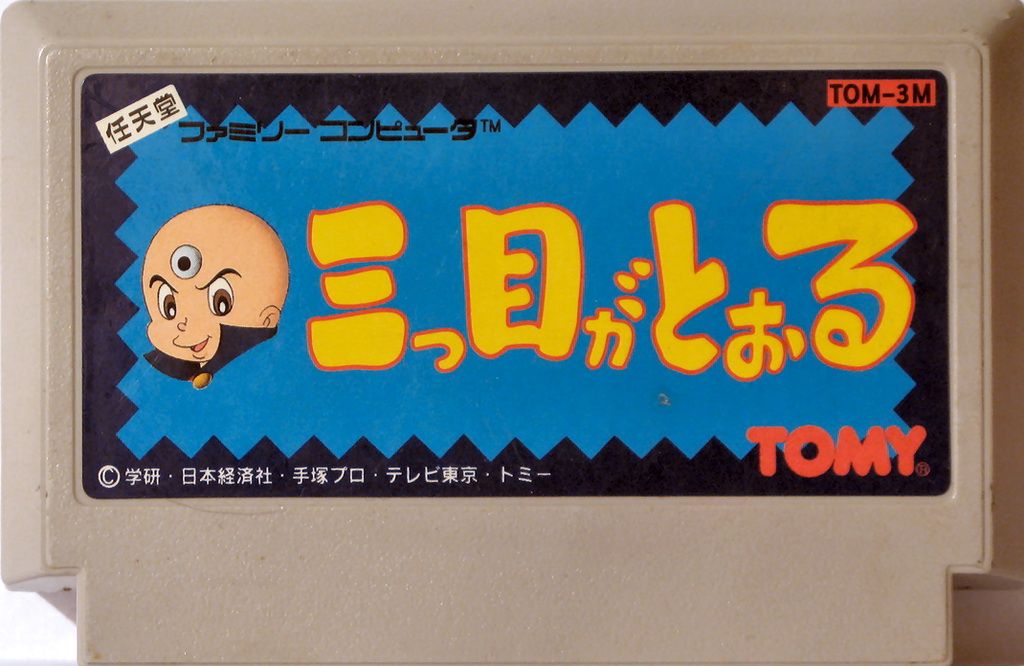 任天堂
ファミリーコンピュータ™
TOM-3M
三つ目がとおる
TOMY®
©学研・日本経済社・手塚プロ・テレビ東京・トミー